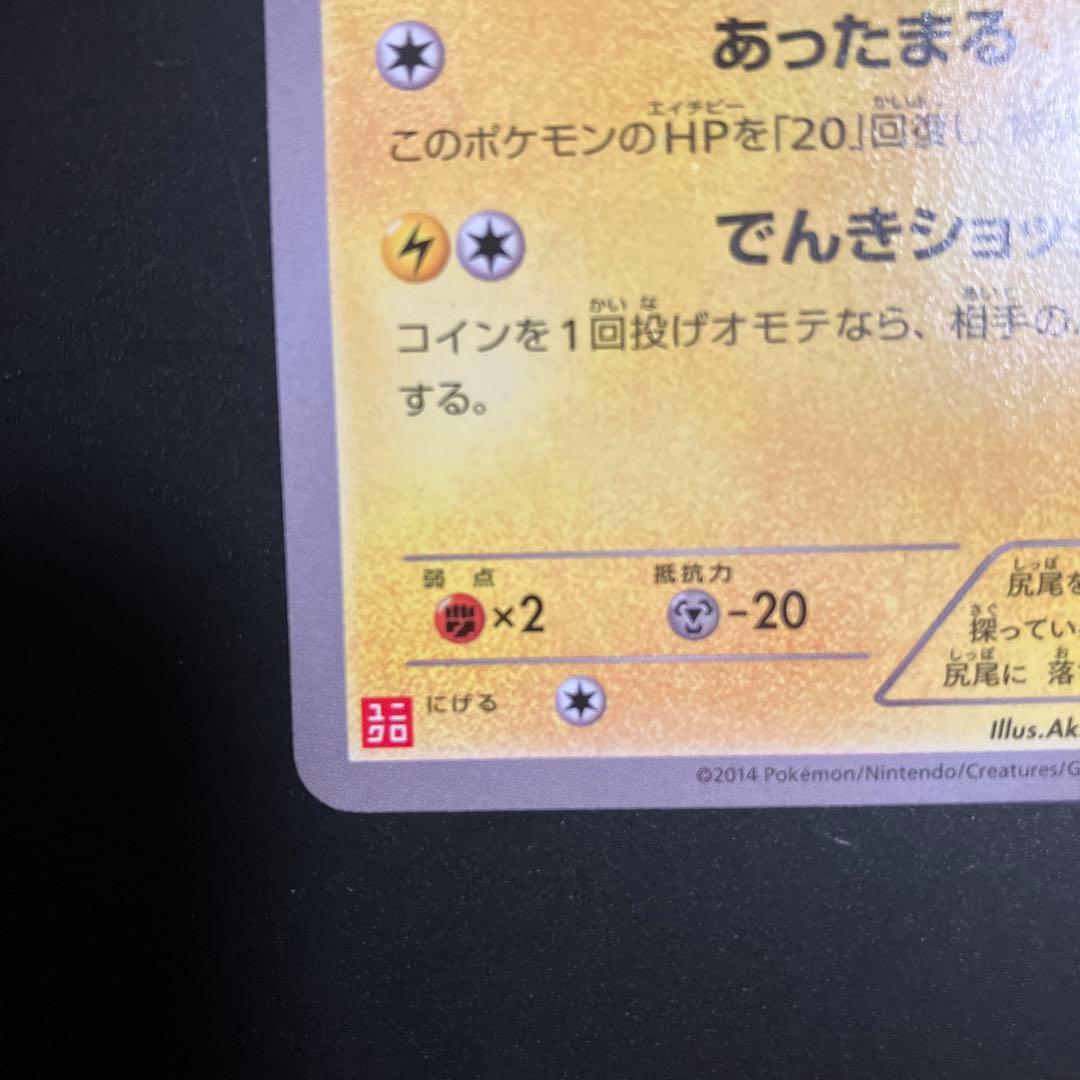 あったまる
エイチピー かいふく
このポケモンのHPを「20」回復し、
でんきショッ
かい な あいて
コインを1回投げオモテなら、相手の
する。
弱点 抵抗力
×2 -20
にげる
ユニ
クロ
しっぽ
尻尾を
さぐ
探ってい
しっぽ お
尻尾に 落
Illus.Ak
©2014 Pokémon/Nintendo/Creatures/G